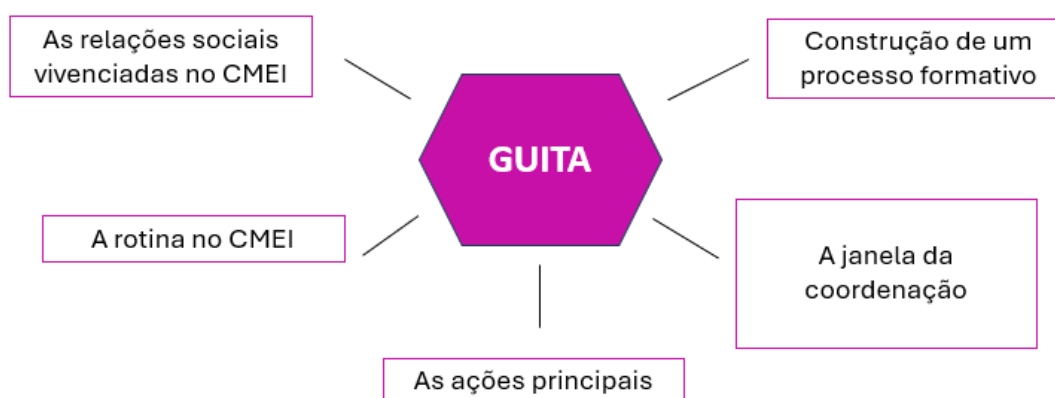 As relações sociais
vivenciadas no CMEI
Construção de um
processo formativo
GUITA
A rotina no CMEI
A janela da
coordenação
As ações principais